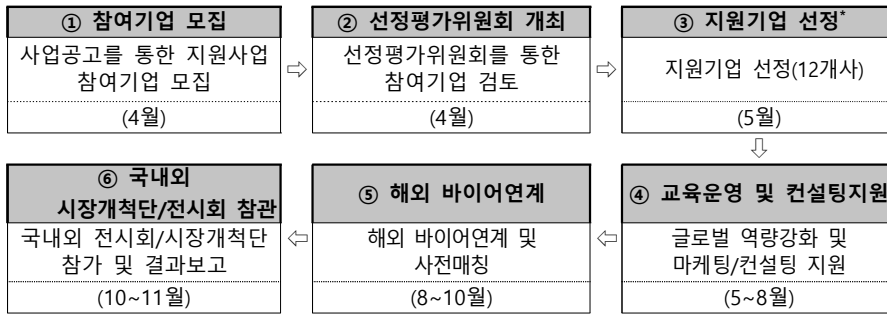 ① 참여기업 모집
사업공고를 통한 지원사업
참여기업 모집
(4월)
⇨
② 선정평가위원회 개최
선정평가위원회를 통한
참여기업 검토
(4월)
⇨
③ 지원기업 선정*
지원기업 선정(12개사)
(5월)
⇩
④ 교육운영 및 컨설팅지원
글로벌 역량강화 및
마케팅/컨설팅 지원
(5~8월)
⇦
⑤ 해외 바이어연계
해외 바이어연계 및
사전매칭
(8~10월)
⇦
⑥ 국내외
시장개척단/전시회 참관
국내외 전시회/시장개척단
참가 및 결과보고
(10~11월)